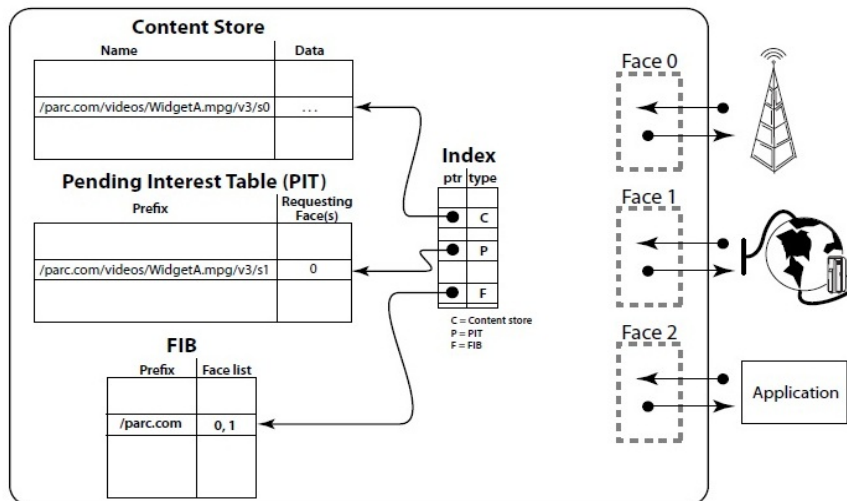 Content Store
Name Data
/parc.com/videos/WidgetA.mpg/v3/s0 ...
Pending Interest Table (PIT)
Prefix Requesting Face(s)
/parc.com/videos/WidgetA.mpg/v3/s1 0
FIB
Prefix Face list
/parc.com 0, 1
Index
ptr type
C
P
F
C = Content store
P = PIT
F = FIB
Face 0
Face 1
Face 2
Application